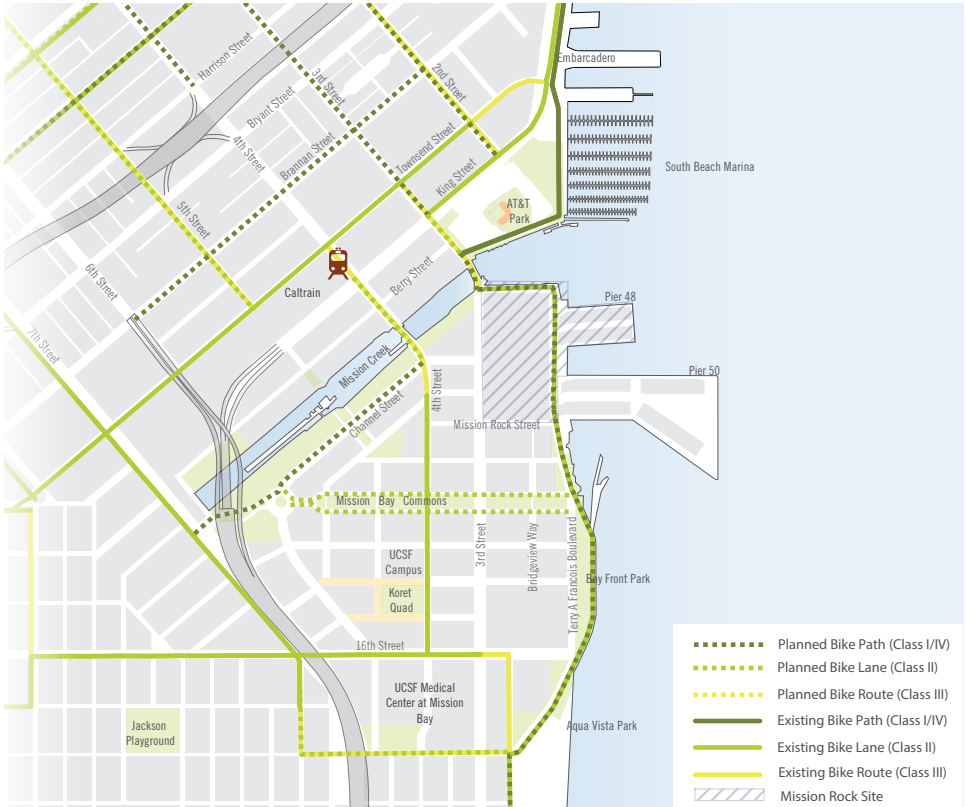 Embarcadero
Harrison Street
3rd Street
2nd Street
Bryant Street
4th Street
Brannan Street
Townsend Street
South Beach Marina
King Street
5th Street
AT&T
Park
6th Street
Berry Street
Caltrain
Pier 48
7th Street
Mission Creek
Pier 50
4th Street
Channel Street
Mission Rock Street
Mission Bay Commons
3rd Street
Bridgeview Way
Terry A Francois Boulevard
UCSF
Campus
Bay Front Park
Koret
Quad
16th Street
UCSF Medical
Center at Mission
Bay
Jackson
Playground
Aqua Vista Park
Planned Bike Path (Class I/IV)
Planned Bike Lane (Class II)
Planned Bike Route (Class III)
Existing Bike Path (Class I/IV)
Existing Bike Lane (Class II)
Existing Bike Route (Class III)
Mission Rock Site